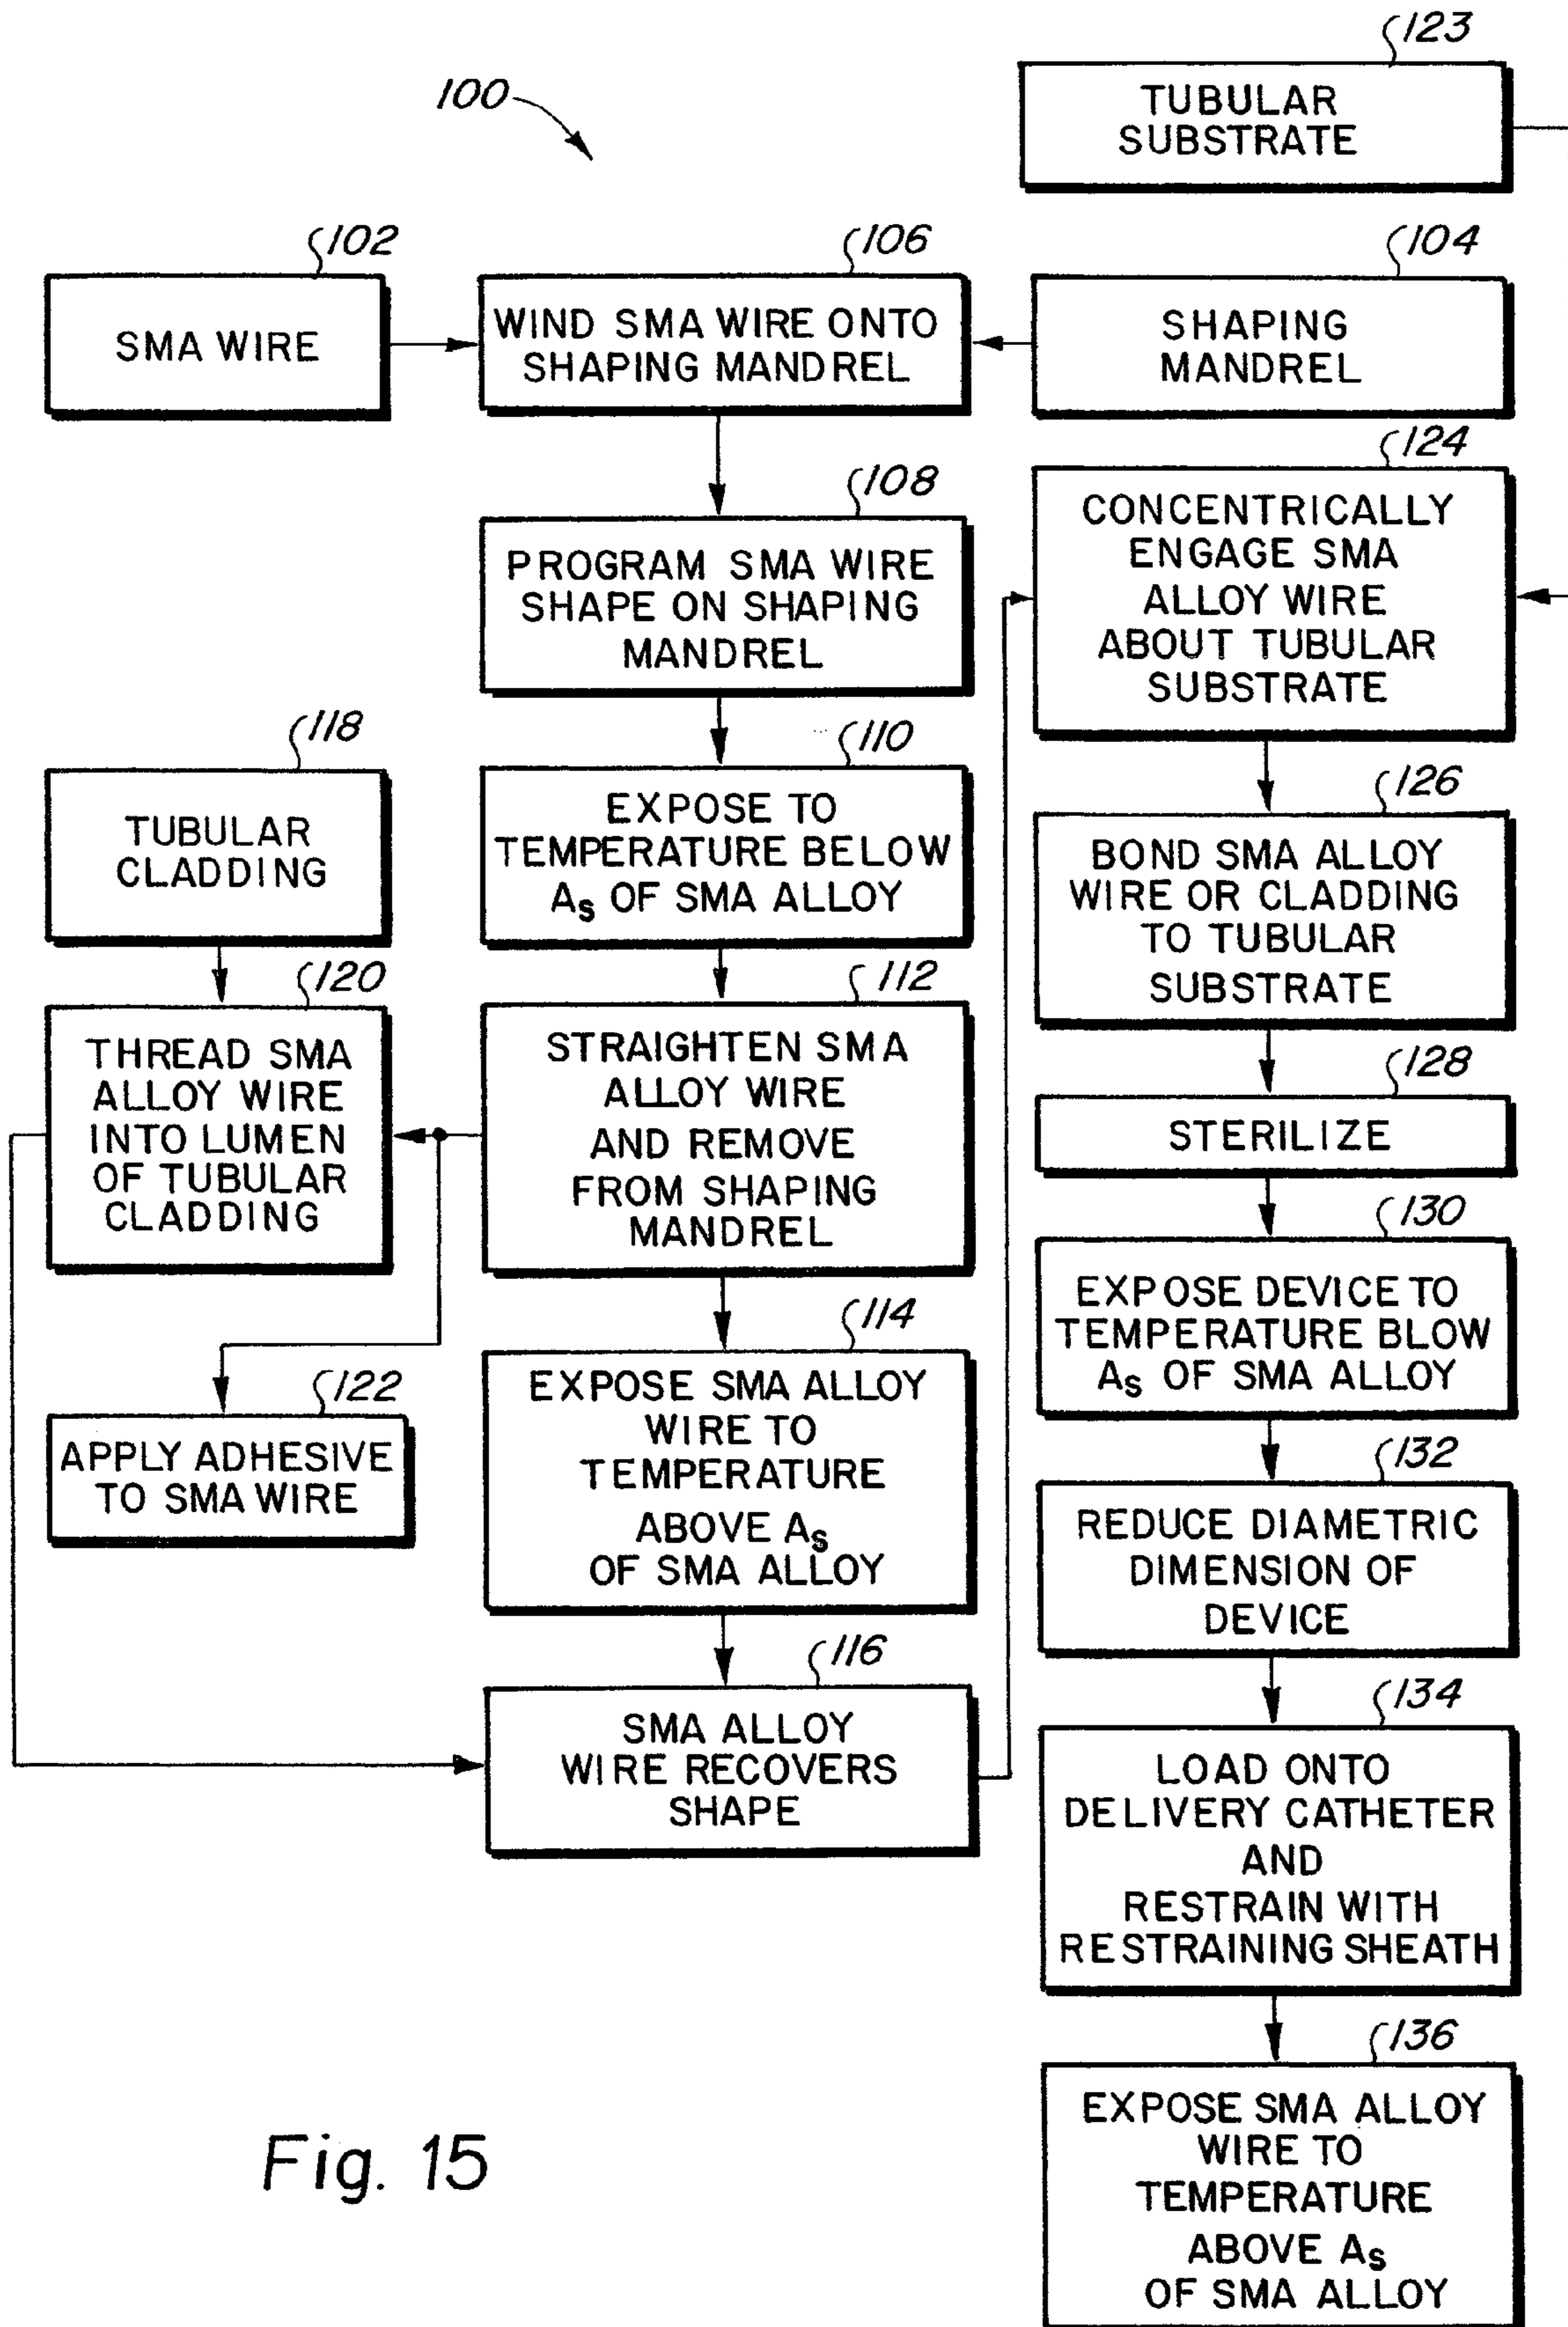 100
123
TUBULAR
SUBSTRATE
102
SMA WIRE
106
WIND SMA WIRE ONTO
SHAPING MANDREL
104
SHAPING
MANDREL
108
PROGRAM SMA WIRE
SHAPE ON SHAPING
MANDREL
110
EXPOSE TO
TEMPERATURE BELOW
As OF SMA ALLOY
112
STRAIGHTEN SMA
ALLOY WIRE
AND REMOVE
FROM SHAPING
MANDREL
118
TUBULAR
CLADDING
120
THREAD SMA
ALLOY WIRE
INTO LUMEN
OF TUBULAR
CLADDING
122
APPLY ADHESIVE
TO SMA WIRE
114
EXPOSE SMA ALLOY
WIRE TO
TEMPERATURE
ABOVE As
OF SMA ALLOY
116
SMA ALLOY
WIRE RECOVERS
SHAPE
124
CONCENTRICALLY
ENGAGE SMA
ALLOY WIRE
ABOUT TUBULAR
SUBSTRATE
126
BOND SMA ALLOY
WIRE OR CLADDING
TO TUBULAR
SUBSTRATE
128
STERILIZE
130
EXPOSE DEVICE TO
TEMPERATURE BLOW
As OF SMA ALLOY
132
REDUCE DIAMETRIC
DIMENSION OF
DEVICE
134
LOAD ONTO
DELIVERY CATHETER
AND
RESTRAIN WITH
RESTRAINING SHEATH
136
EXPOSE SMA ALLOY
WIRE TO
TEMPERATURE
ABOVE As
OF SMA ALLOY
Fig. 15